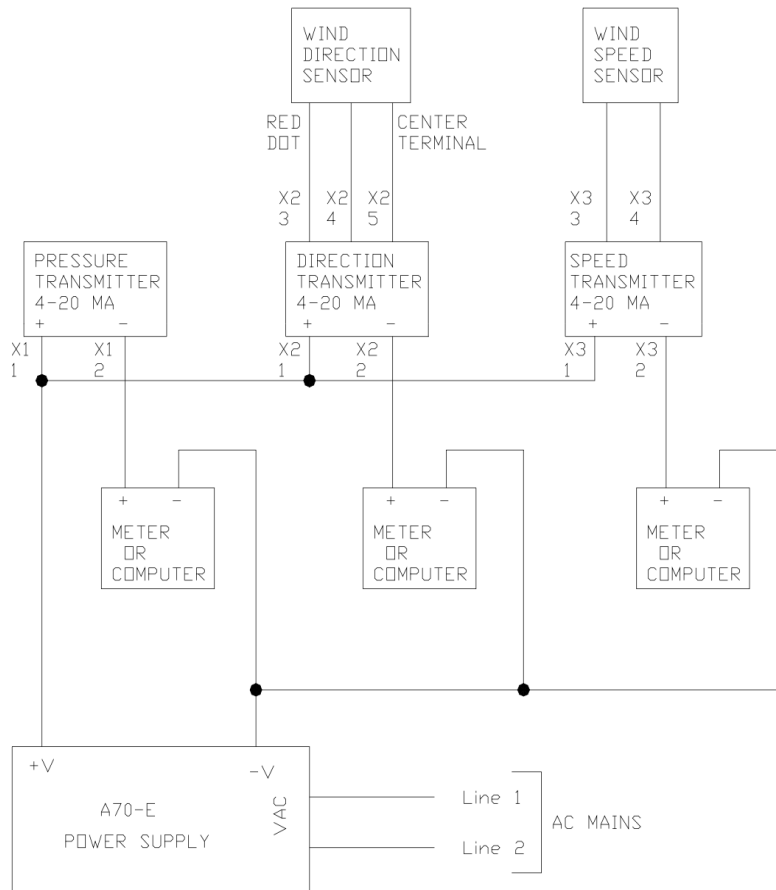 WIND
DIRECTION
SENSOR
WIND
SPEED
SENSOR
RED
DOT
CENTER
TERMINAL
X2
3
X2
4
X2
5
X3
3
X3
4
PRESSURE
TRANSMITTER
4-20 MA
+ -
DIRECTION
TRANSMITTER
4-20 MA
+ -
SPEED
TRANSMITTER
4-20 MA
+ -
X1
1
X1
2
X2
1
X2
2
X3
1
X3
2
+ -
METER
OR
COMPUTER
+ -
METER
OR
COMPUTER
+ -
METER
OR
COMPUTER
+V
-V
A70-E
POWER SUPPLY
VAC
Line 1
Line 2
AC MAINS